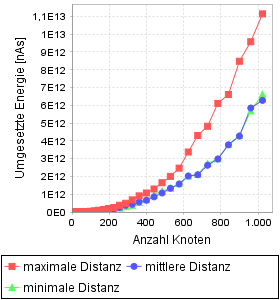 Umgesetzte Energie [nAs]
1,1E13
1E13
9E12
8E12
7E12
6E12
5E12
4E12
3E12
2E12
1E12
0E0
0 200 400 600 800 1.000
Anzahl Knoten
maximale Distanz mittlere Distanz
minimale Distanz